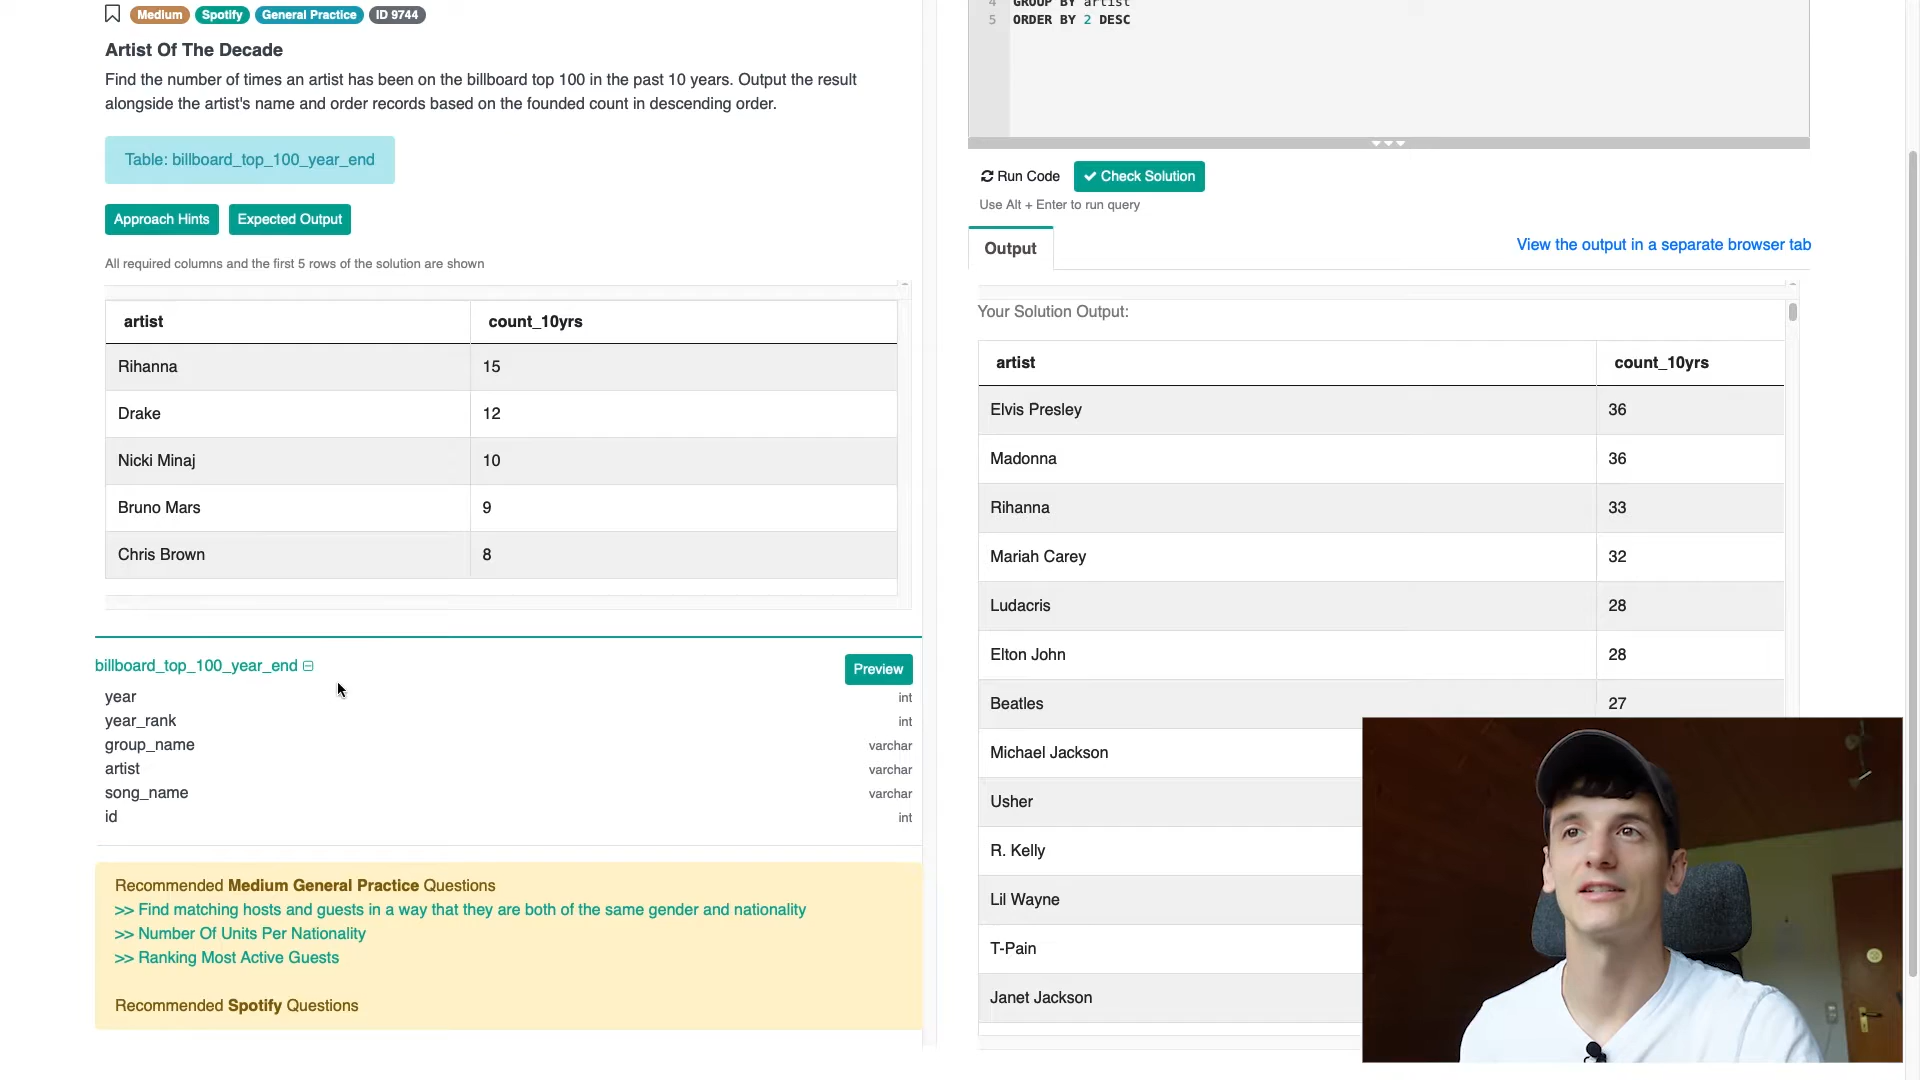 Medium Spotify General Practice ID 9744
Artist Of The Decade
Find the number of times an artist has been on the billboard top 100 in the past 10 years. Output the result
alongside the artist's name and order records based on the founded count in descending order.
Table: billboard_top_100_year_end
Approach Hints Expected Output
All required columns and the first 5 rows of the solution are shown
artist count_10yrs
Rihanna 15
Drake 12
Nicki Minaj 10
Bruno Mars 9
Chris Brown 8
billboard_top_100_year_end
Preview
year int
year_rank int
group_name varchar
artist varchar
song_name varchar
id int
Recommended Medium General Practice Questions
>> Find matching hosts and guests in a way that they are both of the same gender and nationality
>> Number Of Units Per Nationality
>> Ranking Most Active Guests
Recommended Spotify Questions
4 GROUP BY artist
5 ORDER BY 2 DESC
Run Code Check Solution
Use Alt + Enter to run query
Output
View the output in a separate browser tab
Your Solution Output:
artist count_10yrs
Elvis Presley 36
Madonna 36
Rihanna 33
Mariah Carey 32
Ludacris 28
Elton John 28
Beatles 27
Michael Jackson
Usher
R. Kelly
Lil Wayne
T-Pain
Janet Jackson